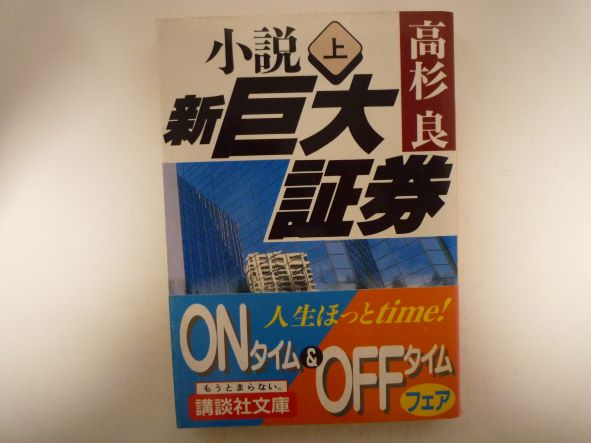 高杉 良
小説 上
新巨大
証券
人生ほっとtime!
ONタイム&
OFFタイム
フェア
もうとまらない。
講談社文庫